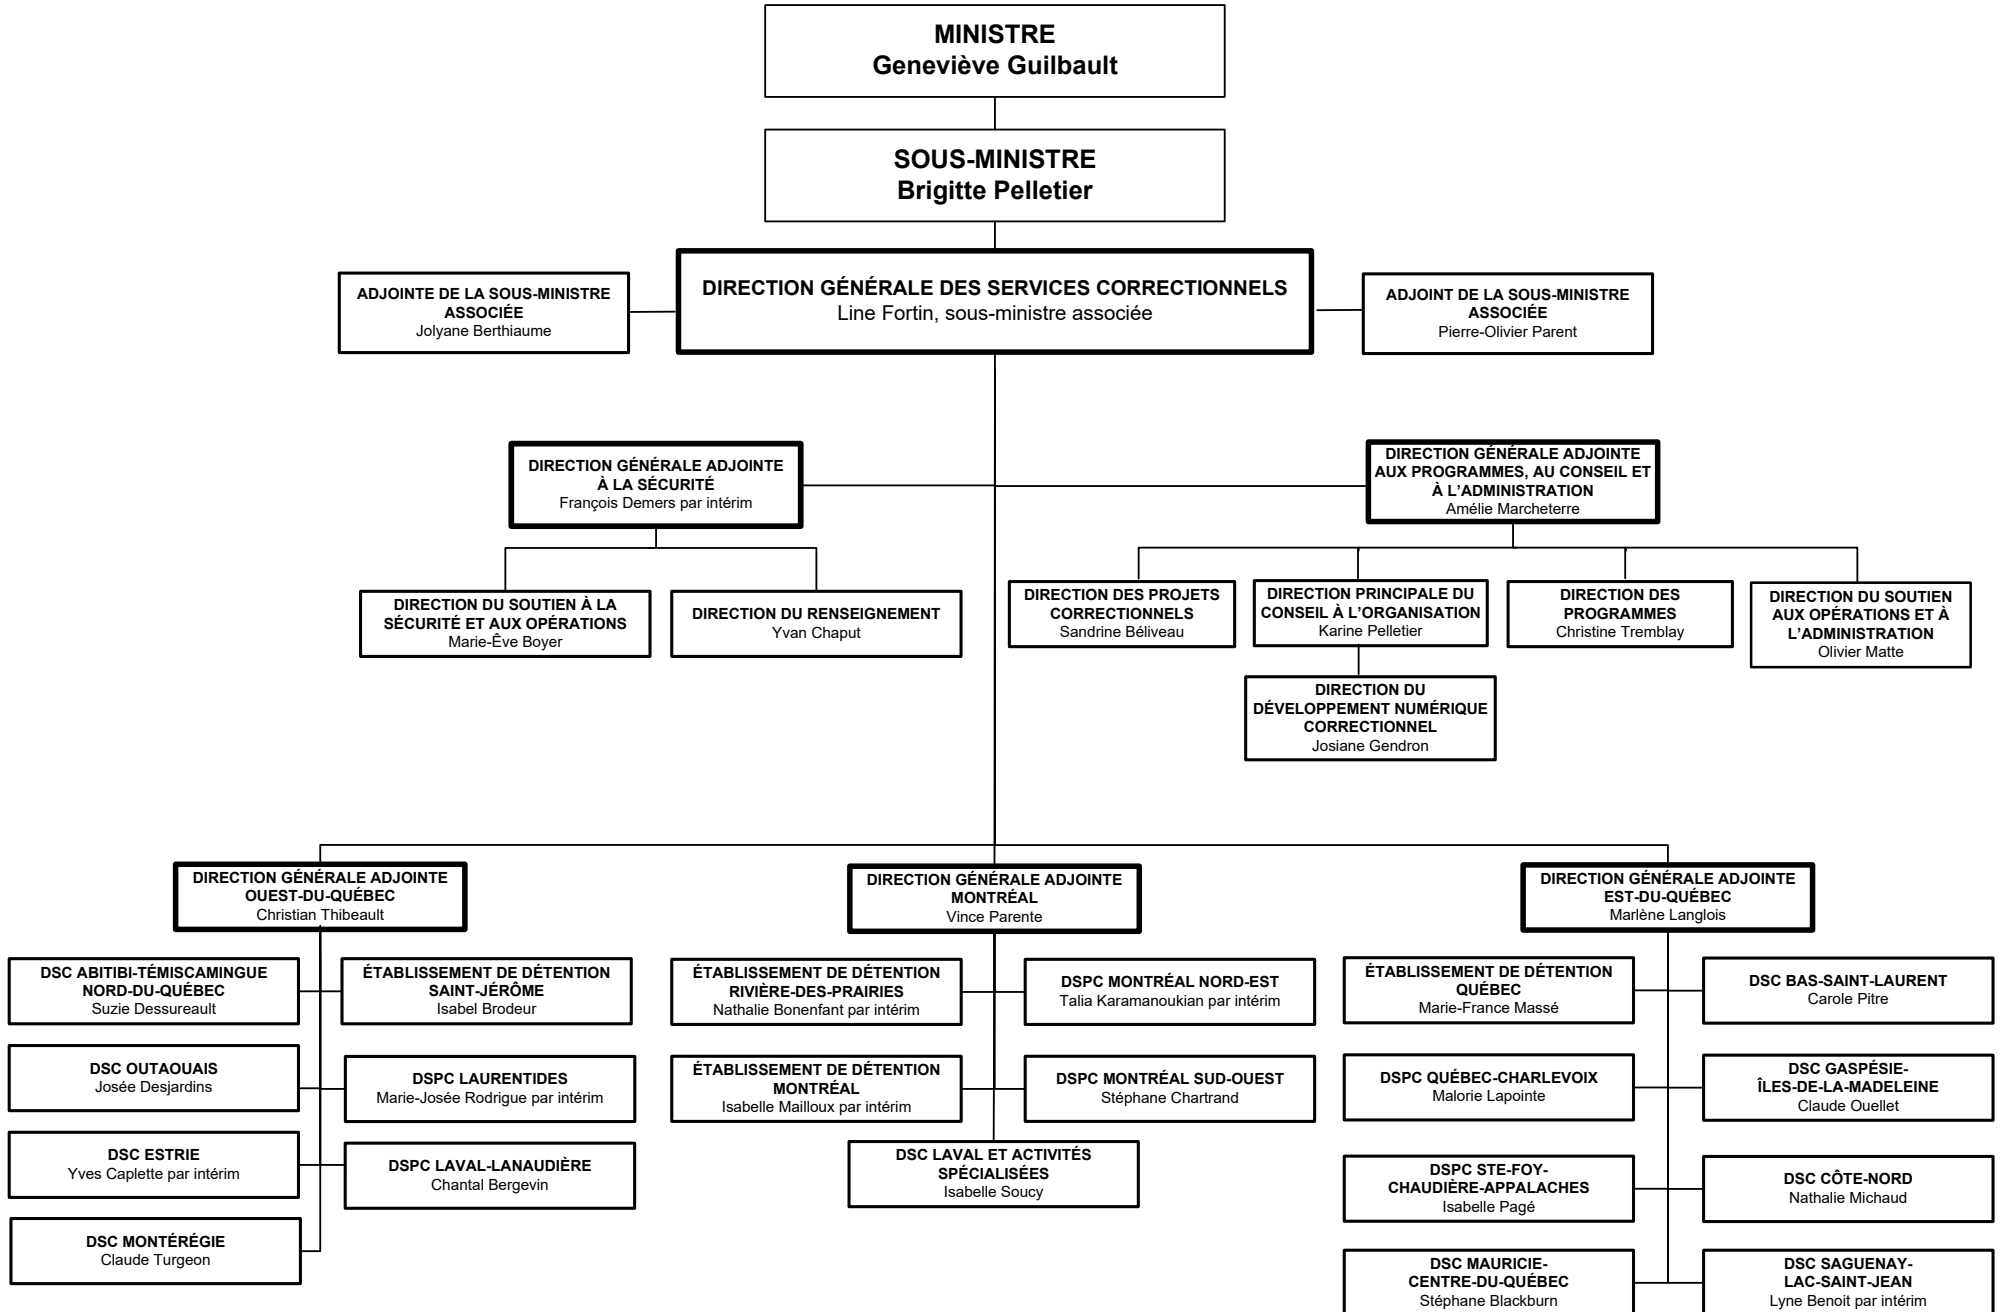 MINISTRE
Geneviève Guilbault
SOUS-MINISTRE
Brigitte Pelletier
DIRECTION GÉNÉRALE DES SERVICES CORRECTIONNELS
Line Fortin, sous-ministre associée
ADJOINTE DE LA SOUS-MINISTRE
ASSOCIÉE
Jolyane Berthiaume
ADJOINT DE LA SOUS-MINISTRE
ASSOCIÉE
Pierre-Olivier Parent
DIRECTION GÉNÉRALE ADJOINTE
À LA SÉCURITÉ
François Demers par intérim
DIRECTION GÉNÉRALE ADJOINTE
AUX PROGRAMMES, AU CONSEIL ET
À L'ADMINISTRATION
Amélie Marcheterre
DIRECTION DU SOUTIEN À LA
SÉCURITÉ ET AUX OPÉRATIONS
Marie-Êve Boyer
DIRECTION DU RENSEIGNEMENT
Yvan Chaput
DIRECTION DES PROJETS
CORRECTIONNELS
Sandrine Béliveau
DIRECTION PRINCIPALE DU
CONSEIL À L'ORGANISATION
Karine Pelletier
DIRECTION DES
PROGRAMMES
Christine Tremblay
DIRECTION DU SOUTIEN
AUX OPÉRATIONS ET À
L'ADMINISTRATION
Olivier Matte
DIRECTION DU
DÉVELOPPEMENT NUMÉRIQUE
CORRECTIONNEL
Josiane Gendron
DIRECTION GÉNÉRALE ADJOINTE
OUEST-DU-QUÉBEC
Christian Thibeault
DIRECTION GÉNÉRALE ADJOINTE
MONTRÉAL
Vince Parente
DIRECTION GÉNÉRALE ADJOINTE
EST-DU-QUÉBEC
Marlène Langlois
DSC ABITIBI-TÉMISCAMINGUE
NORD-DU-QUÉBEC
Suzie Dessureault
ÉTABLISSEMENT DE DÉTENTION
SAINT-JÉRÔME
Isabel Brodeur
DSC OUTAOUAIS
Josée Desjardins
DSPC LAURENTIDES
Marie-Josée Rodrigue par intérim
DSC ESTRIE
Yves Caplette par intérim
DSPC LAVAL-LANAUDIÈRE
Chantal Bergevin
DSC MONTÉRÉGIE
Claude Turgeon
ÉTABLISSEMENT DE DÉTENTION
RIVIÈRE-DES-PRAIRIES
Nathalie Bonenfant par intérim
DSPC MONTRÉAL NORD-EST
Talia Karamanoukian par intérim
ÉTABLISSEMENT DE DÉTENTION
MONTRÉAL
Isabelle Mailloux par intérim
DSPC MONTRÉAL SUD-OUEST
Stéphane Chartrand
DSC LAVAL ET ACTIVITÉS
SPÉCIALISÉES
Isabelle Soucy
ÉTABLISSEMENT DE DÉTENTION
QUÉBEC
Marie-France Massé
DSC BAS-SAINT-LAURENT
Carole Pitre
DSPC QUÉBEC-CHARLEVOIX
Malorie Lapointe
DSC GASPÉSIE-
ÎLES-DE-LA-MADELEINE
Claude Ouellet
DSPC STE-FOY-
CHAUDIÈRE-APPALACHES
Isabelle Pagé
DSC CÔTE-NORD
Nathalie Michaud
DSC MAURICIE-
CENTRE-DU-QUÉBEC
Stéphane Blackburn
DSC SAGUENAY-
LAC-SAINT-JEAN
Lyne Benoit par intérim